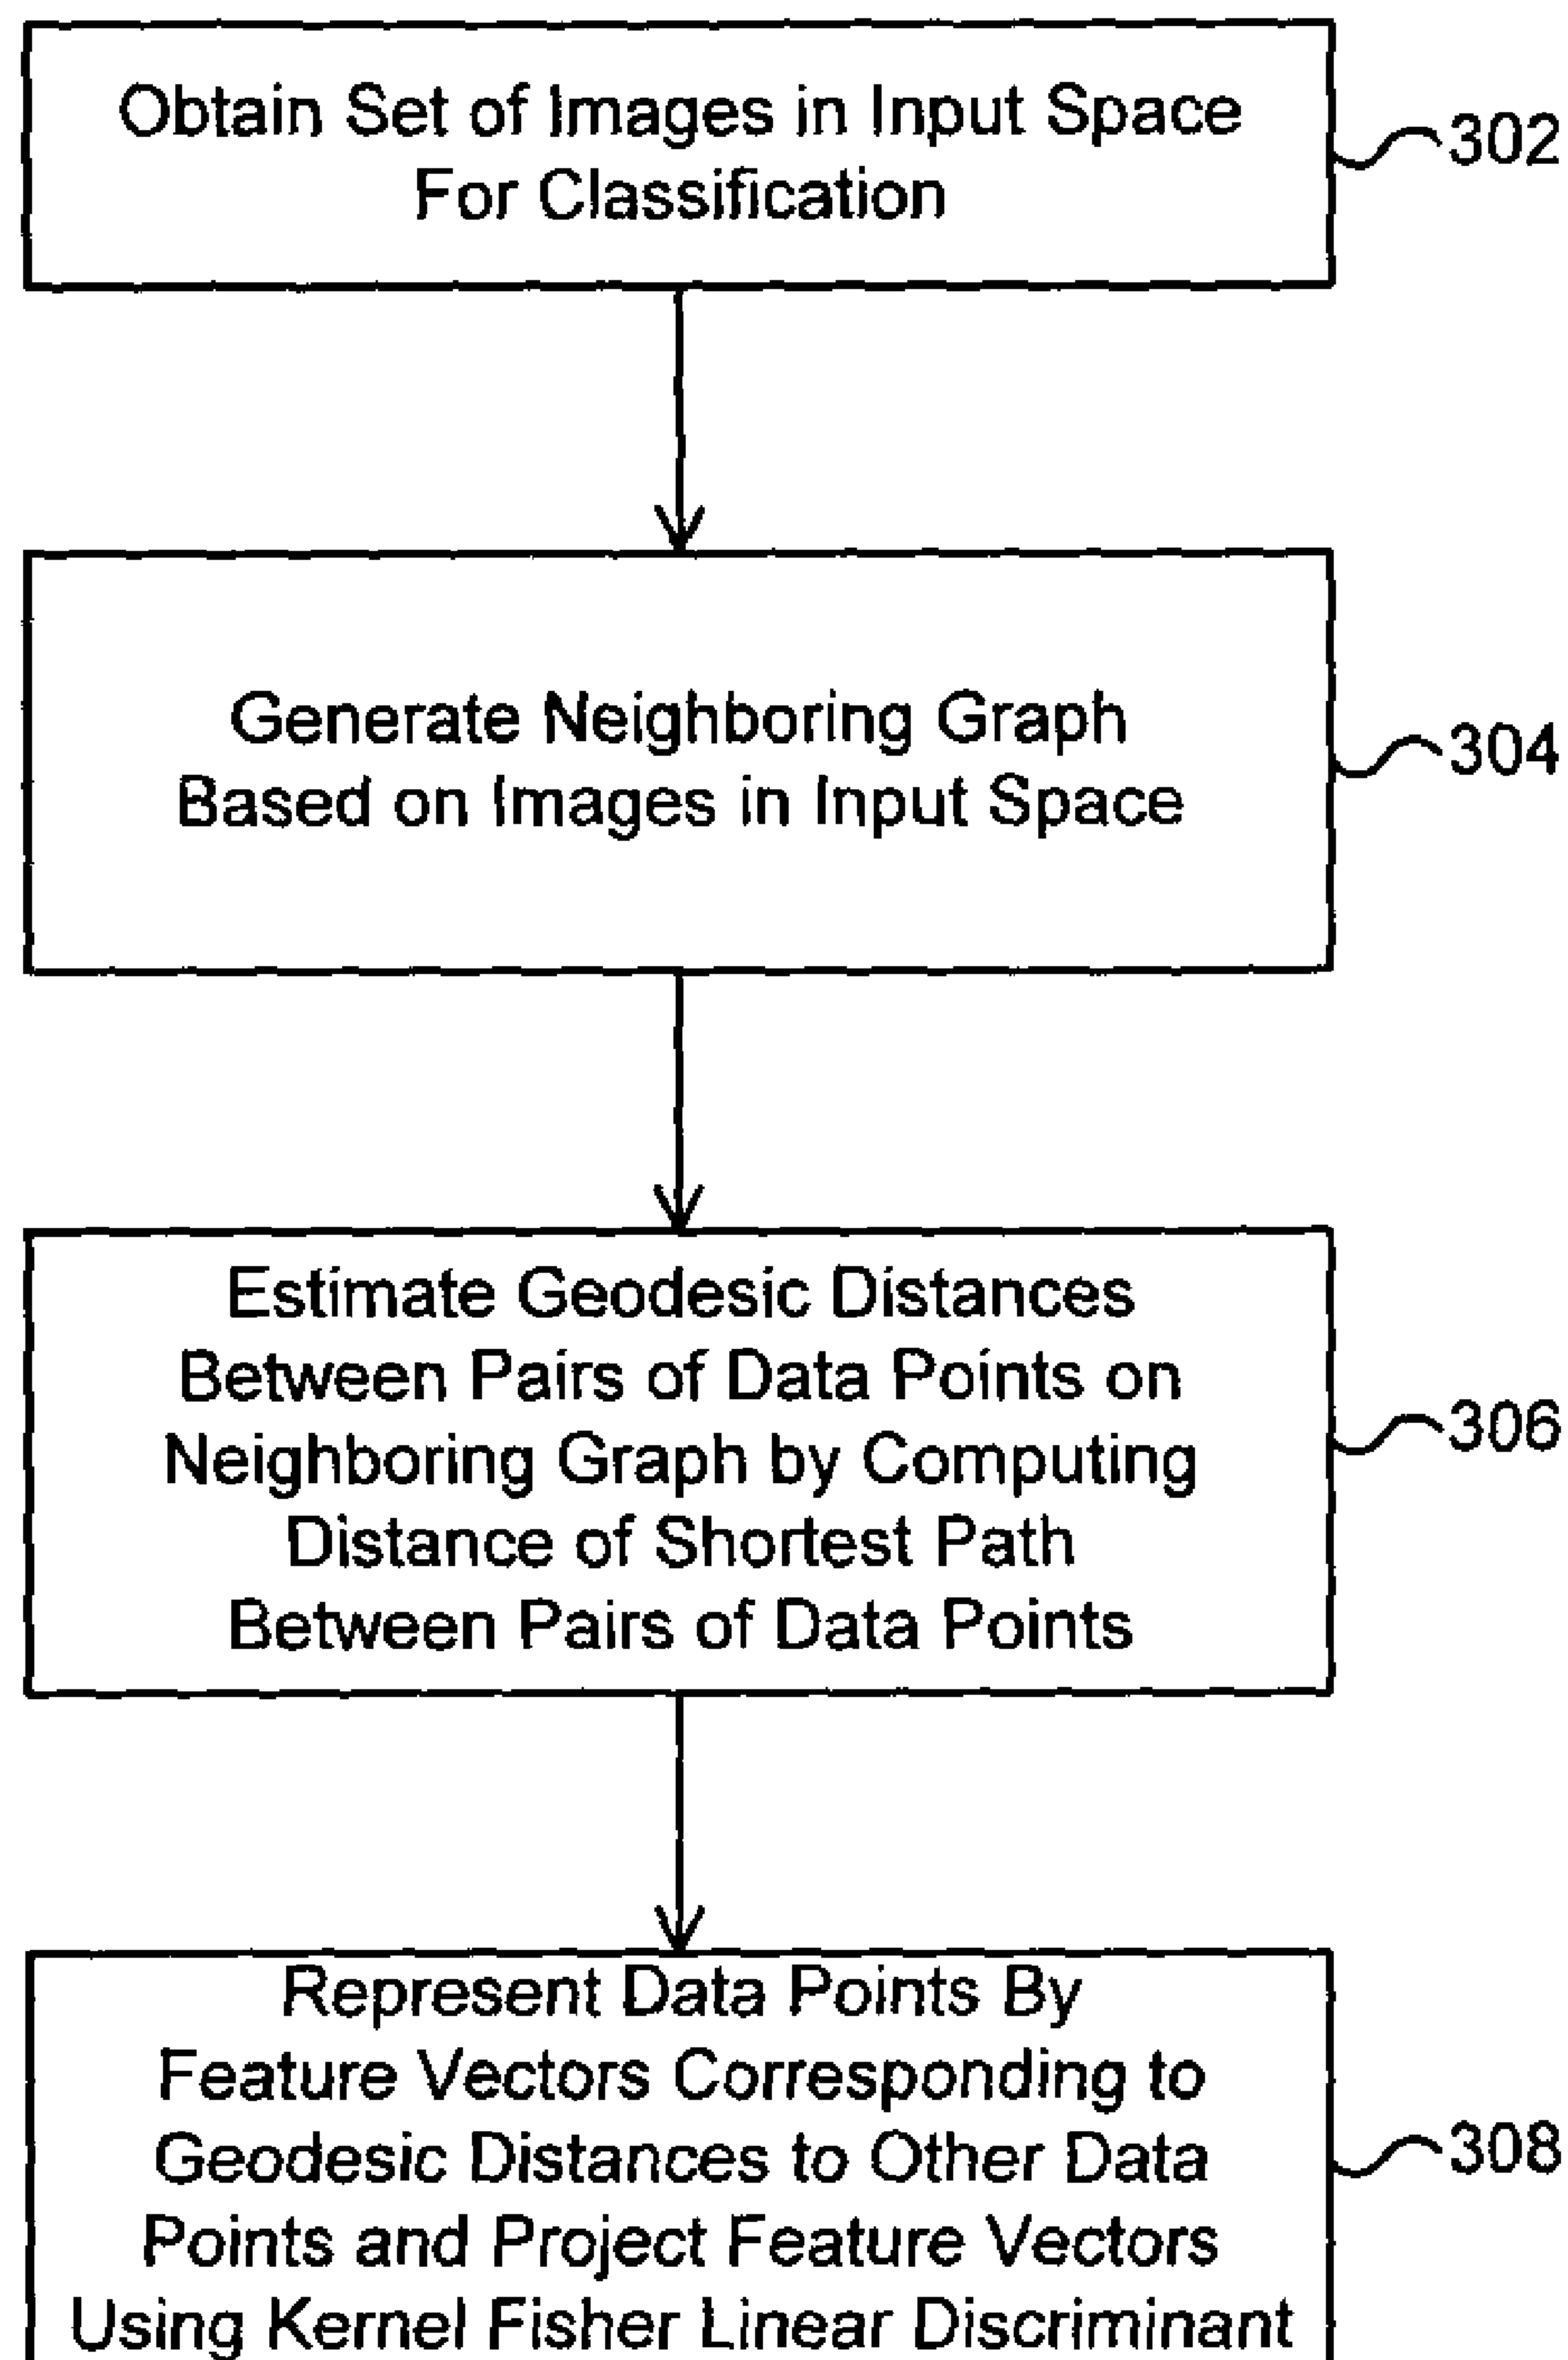 Obtain Set of Images in Input Space
For Classification
302
Generate Neighboring Graph
Based on Images in Input Space
304
Estimate Geodesic Distances
Between Pairs of Data Points on
Neighboring Graph by Computing
Distance of Shortest Path
Between Pairs of Data Points
306
Represent Data Points By
Feature Vectors Corresponding to
Geodesic Distances to Other Data
Points and Project Feature Vectors
Using Kernel Fisher Linear Discriminant
308